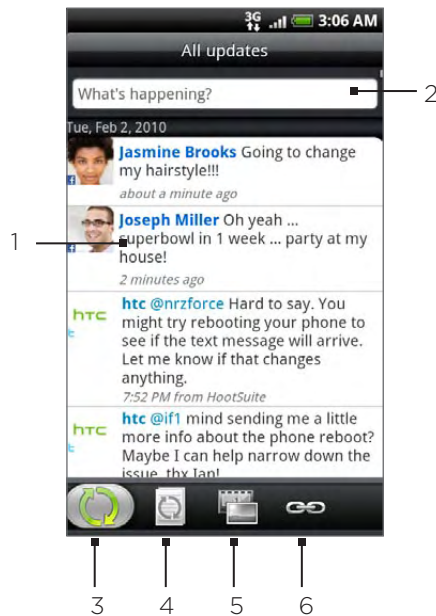 3G 3:06 AM
All updates
What's happening?
2
Tue, Feb 2, 2010
Jasmine Brooks Going to change
my hairstyle!!!
about a minute ago
Joseph Miller Oh yeah ...
superbowl in 1 week ... party at my
house!
1
2 minutes ago
htc
htc @nrzforce Hard to say. You
might try rebooting your phone to
see if the text message will arrive.
Let me know if that changes
anything.
7:52 PM from HootSuite
htc
htc @if1 mind sending me a little
more info about the phone reboot?
Maybe I can help narrow down the
issue. thx Ian!
3 4 5 6